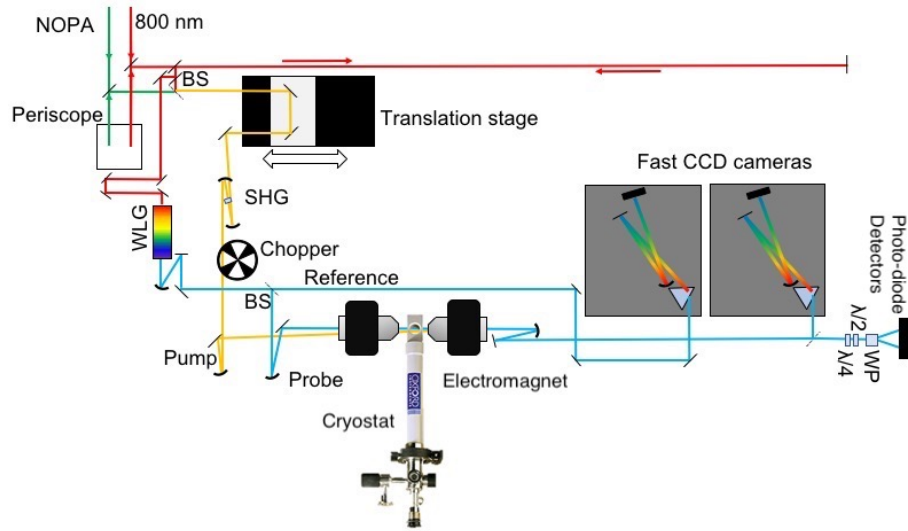 NOPA
800 nm
BS
Periscope
Translation stage
SHG
Fast CCD cameras
WLG
Chopper
Reference
BS
Photo-diode
Detectors
Pump
Probe
Electromagnet
λ/2
λ/4
WP
Cryostat
OXFORD